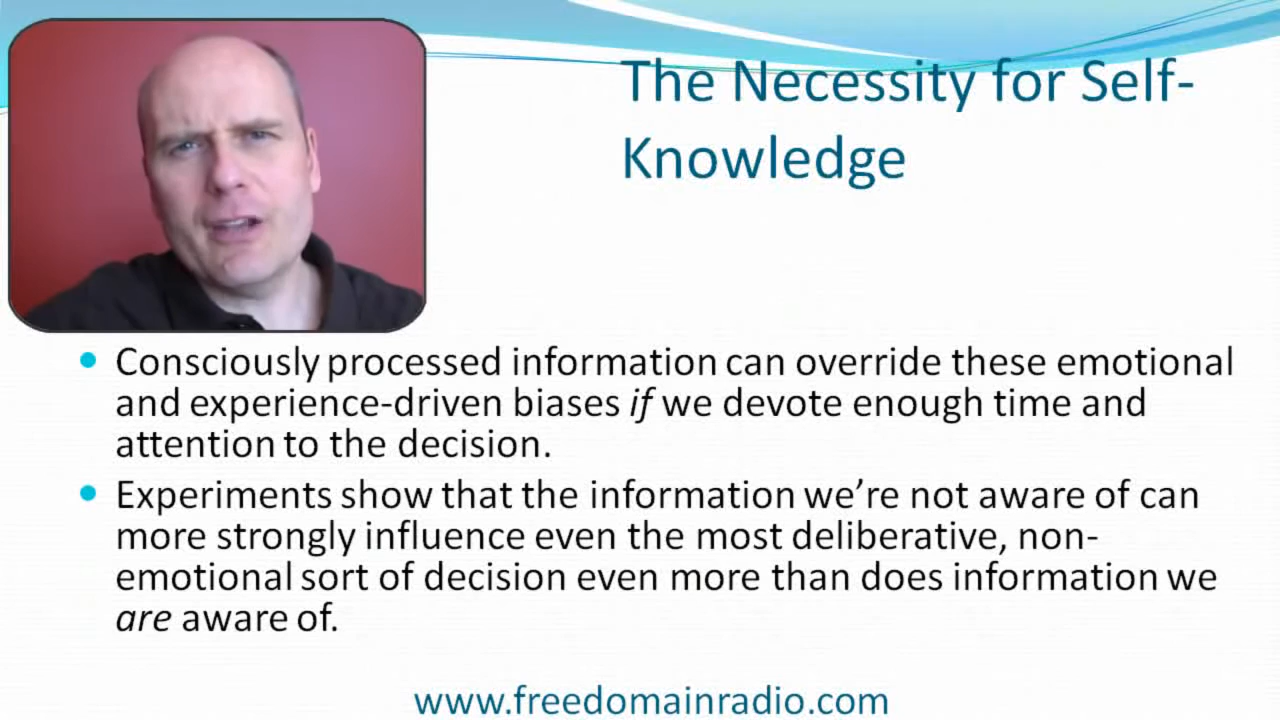 The Necessity for Self-
Knowledge
Consciously processed information can override these emotional
and experience-driven biases if we devote enough time and
attention to the decision.
Experiments show that the information we’re not aware of can
more strongly influence even the most deliberative, non-
emotional sort of decision even more than does information we
are aware of.
www.freedomainradio.com